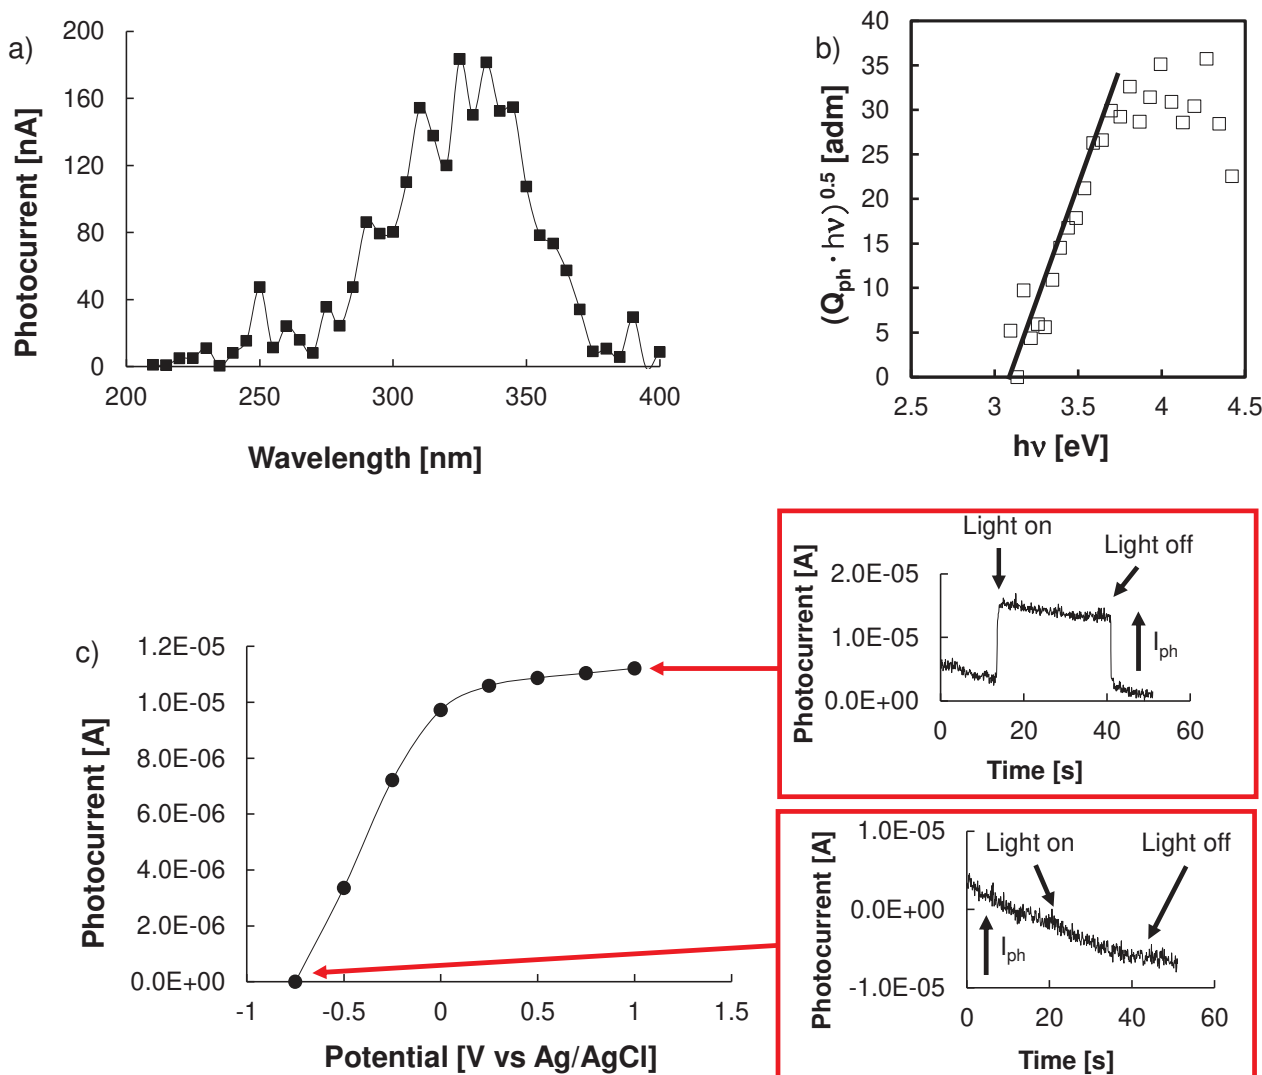 a)
Photocurrent [nA]
200
160
120
80
40
0
200 250 300 350 400
Wavelength [nm]
b)
(Qph · hν)0.5 [adm]
40
35
30
25
20
15
10
5
0
2.5 3 3.5 4 4.5
hν [eV]
c)
Photocurrent [A]
1.2E-05
1.0E-05
8.0E-06
6.0E-06
4.0E-06
2.0E-06
0.0E+00
-1 -0.5 0 0.5 1 1.5
Potential [V vs Ag/AgCl]
Light on
Light off
Photocurrent [A]
2.0E-05
1.0E-05
0.0E+00
Iph
0 20 40 60
Time [s]
Photocurrent [A]
1.0E-05
0.0E+00
-1.0E-05
Light on
Light off
Iph
0 20 40 60
Time [s]